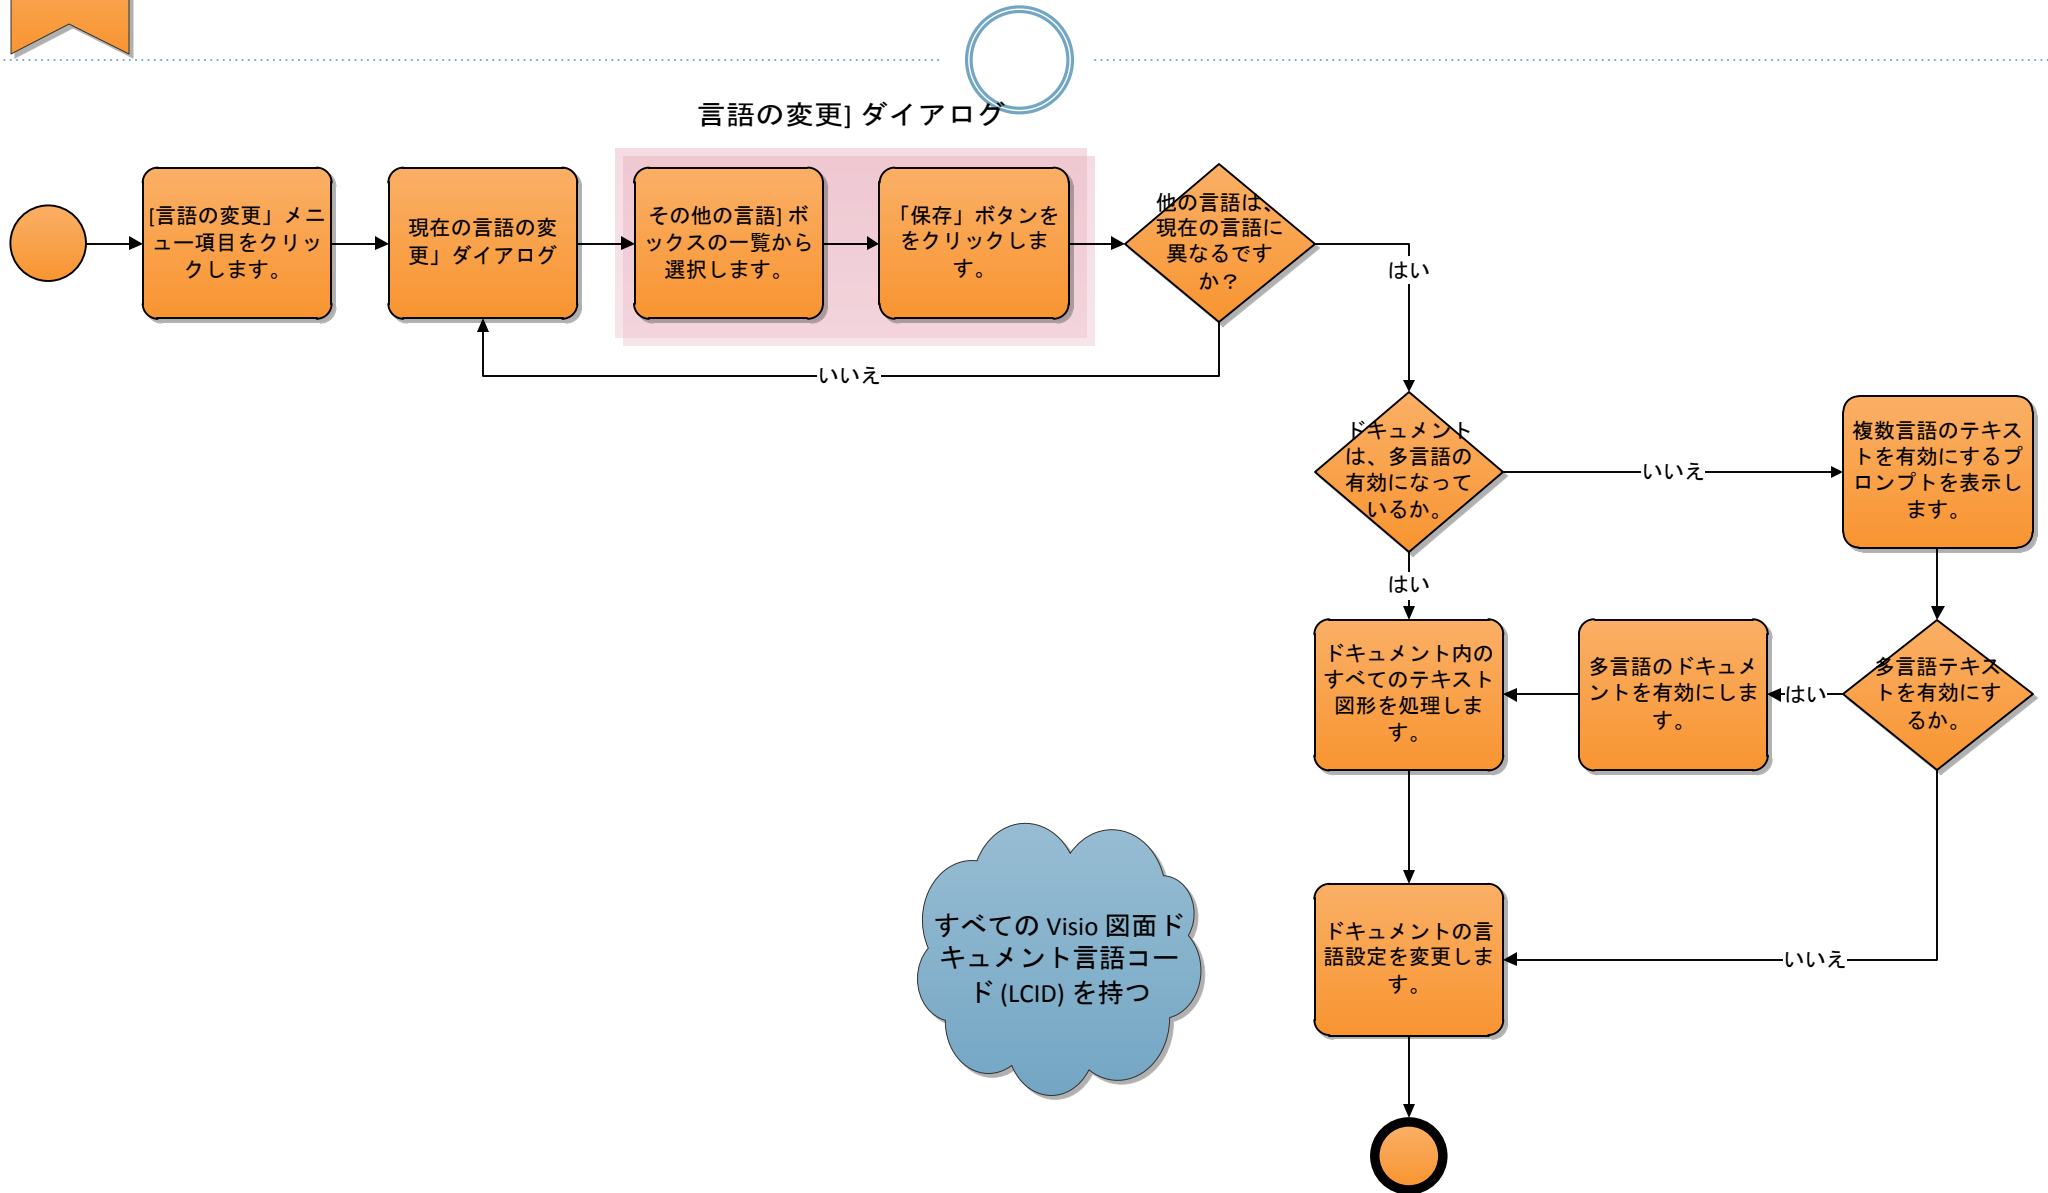 言語の変更] ダイアログ
[言語の変更」メニ
ュー項目をクリッ
クします。
現在の言語の変
更」ダイアログ
その他の言語] ボ
ックスの一覧から
選択します。
「保存」ボタンを
をクリックしま
す。
他の言語は、
現在の言語に
異なるです
か？
はい
いいえ
ドキュメント
は、多言語の
有効になって
いるか。
いいえ
複数言語のテキス
トを有効にするプ
ロンプトを表示し
ます。
はい
ドキュメント内の
すべてのテキスト
図形を処理しま
す。
多言語のドキュメ
ントを有効にしま
す。
はい
多言語テキス
トを有効にす
るか。
すべての Visio 図面ド
キュメント言語コー
ド (LCID) を持つ
ドキュメントの言
語設定を変更しま
す。
いいえ